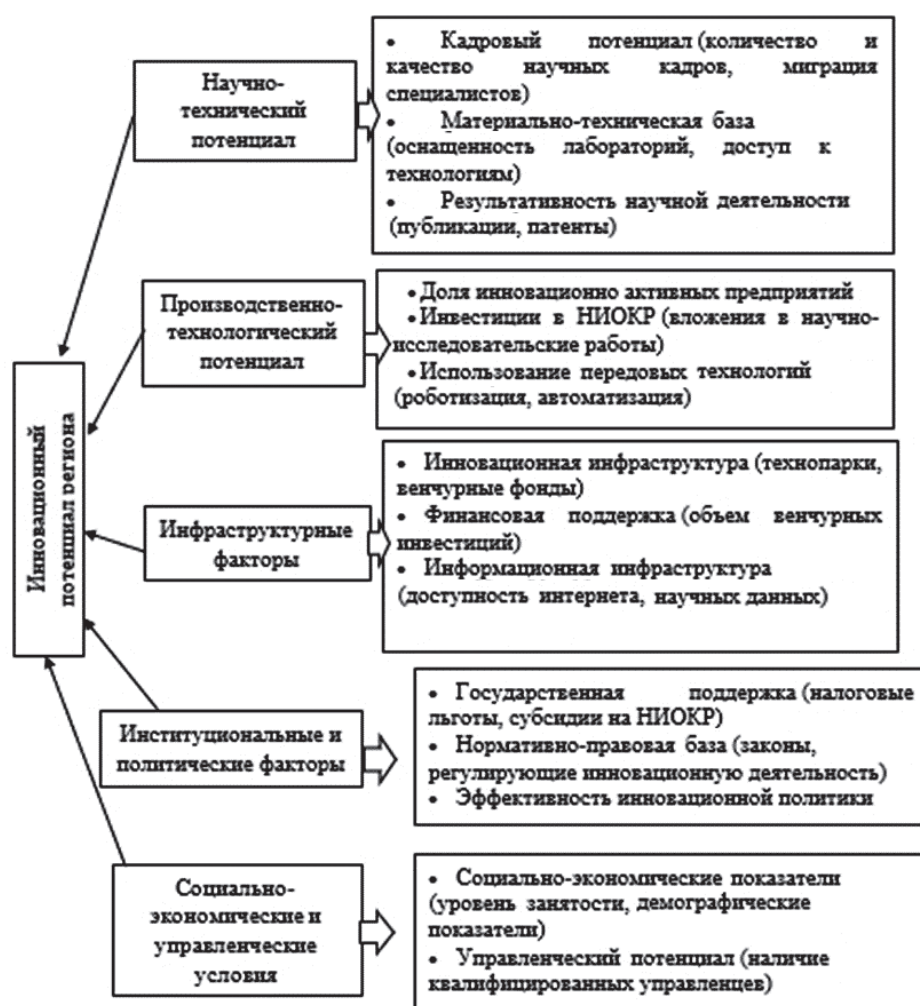 Научно-
технический
потенциал
• Кадровый потенциал (количество и
качество научных кадров, миграция
специалистов)
• Материально-техническая база
(оснащенность лабораторий, доступ к
технологиям)
• Результативность научной деятельности
(публикации, патенты)
Производственно-
технологический
потенциал
• Доля инновационно активных предприятий
• Инвестиции в НИОКР (вложения в научно-
исследовательские работы)
• Использование передовых технологий
(роботизация, автоматизация)
Инновационный
потенциал региона
Инфраструктурные
факторы
• Инновационная инфраструктура (технопарки,
венчурные фонды)
• Финансовая поддержка (объем венчурных
инвестиций)
• Информационная инфраструктура
(доступность интернета, научных данных)
Институциональные и
политические факторы
• Государственная поддержка (налоговые
льготы, субсидии на НИОКР)
• Нормативно-правовая база (законы,
регулирующие инновационную деятельность)
• Эффективность инновационной политики
Социально-
экономические и
управленческие
условия
• Социально-экономические показатели
(уровень занятости, демографические
показатели)
• Управленческий потенциал (наличие
квалифицированных управленцев)